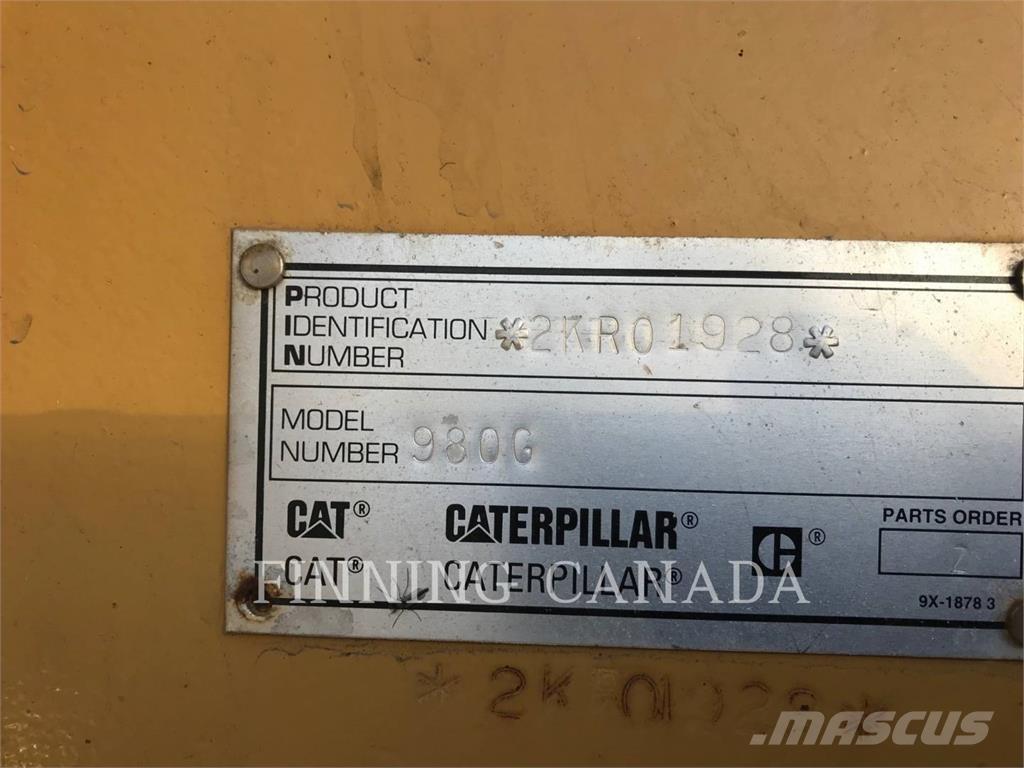 PRODUCT
IDENTIFICATION *2KR01928*
NUMBER
MODEL
NUMBER 980G
CAT® CATERPILLAR® ®
PARTS ORDER
2
CAT® CATERPILLAR®
FINNING CANADA
9X-1878 3
MASCUS